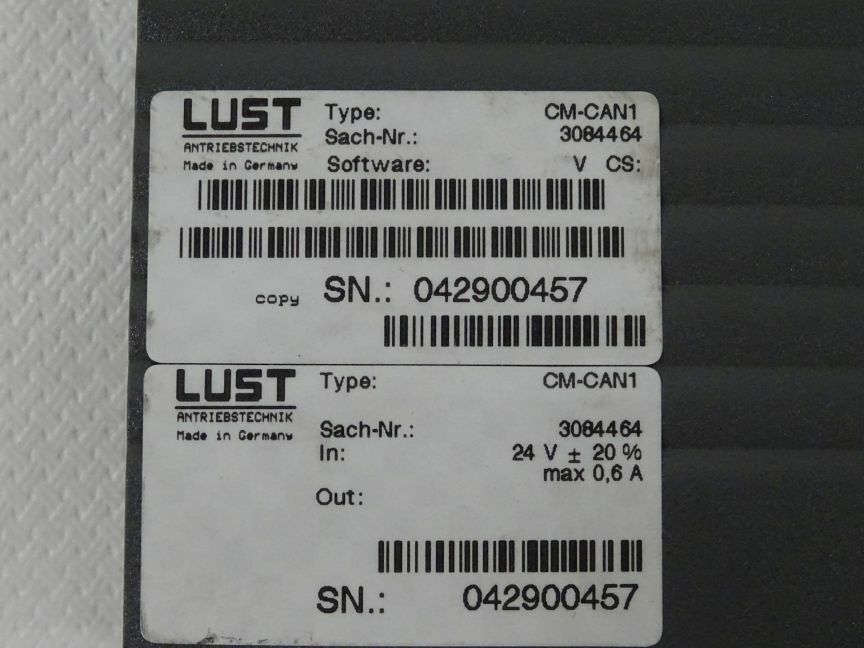 LUST
ANTRIEBSTECHNIK
Made in Germany
Type: CM-CAN1
Sach-Nr.: 3084464
Software: V CS:
copy SN.: 042900457
LUST
ANTRIEBSTECHNIK
Made in Germany
Type: CM-CAN1
Sach-Nr.: 3084464
In: 24 V ± 20 %
max 0,6 A
Out:
SN.: 042900457